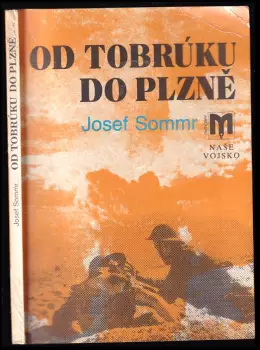 OD TOBRÚKU DO PLZNĚ
Josef Sommr
OD TOBRÚKU
DO PLZNĚ
Josef Sommr
M
NAŠE
VOJSKO